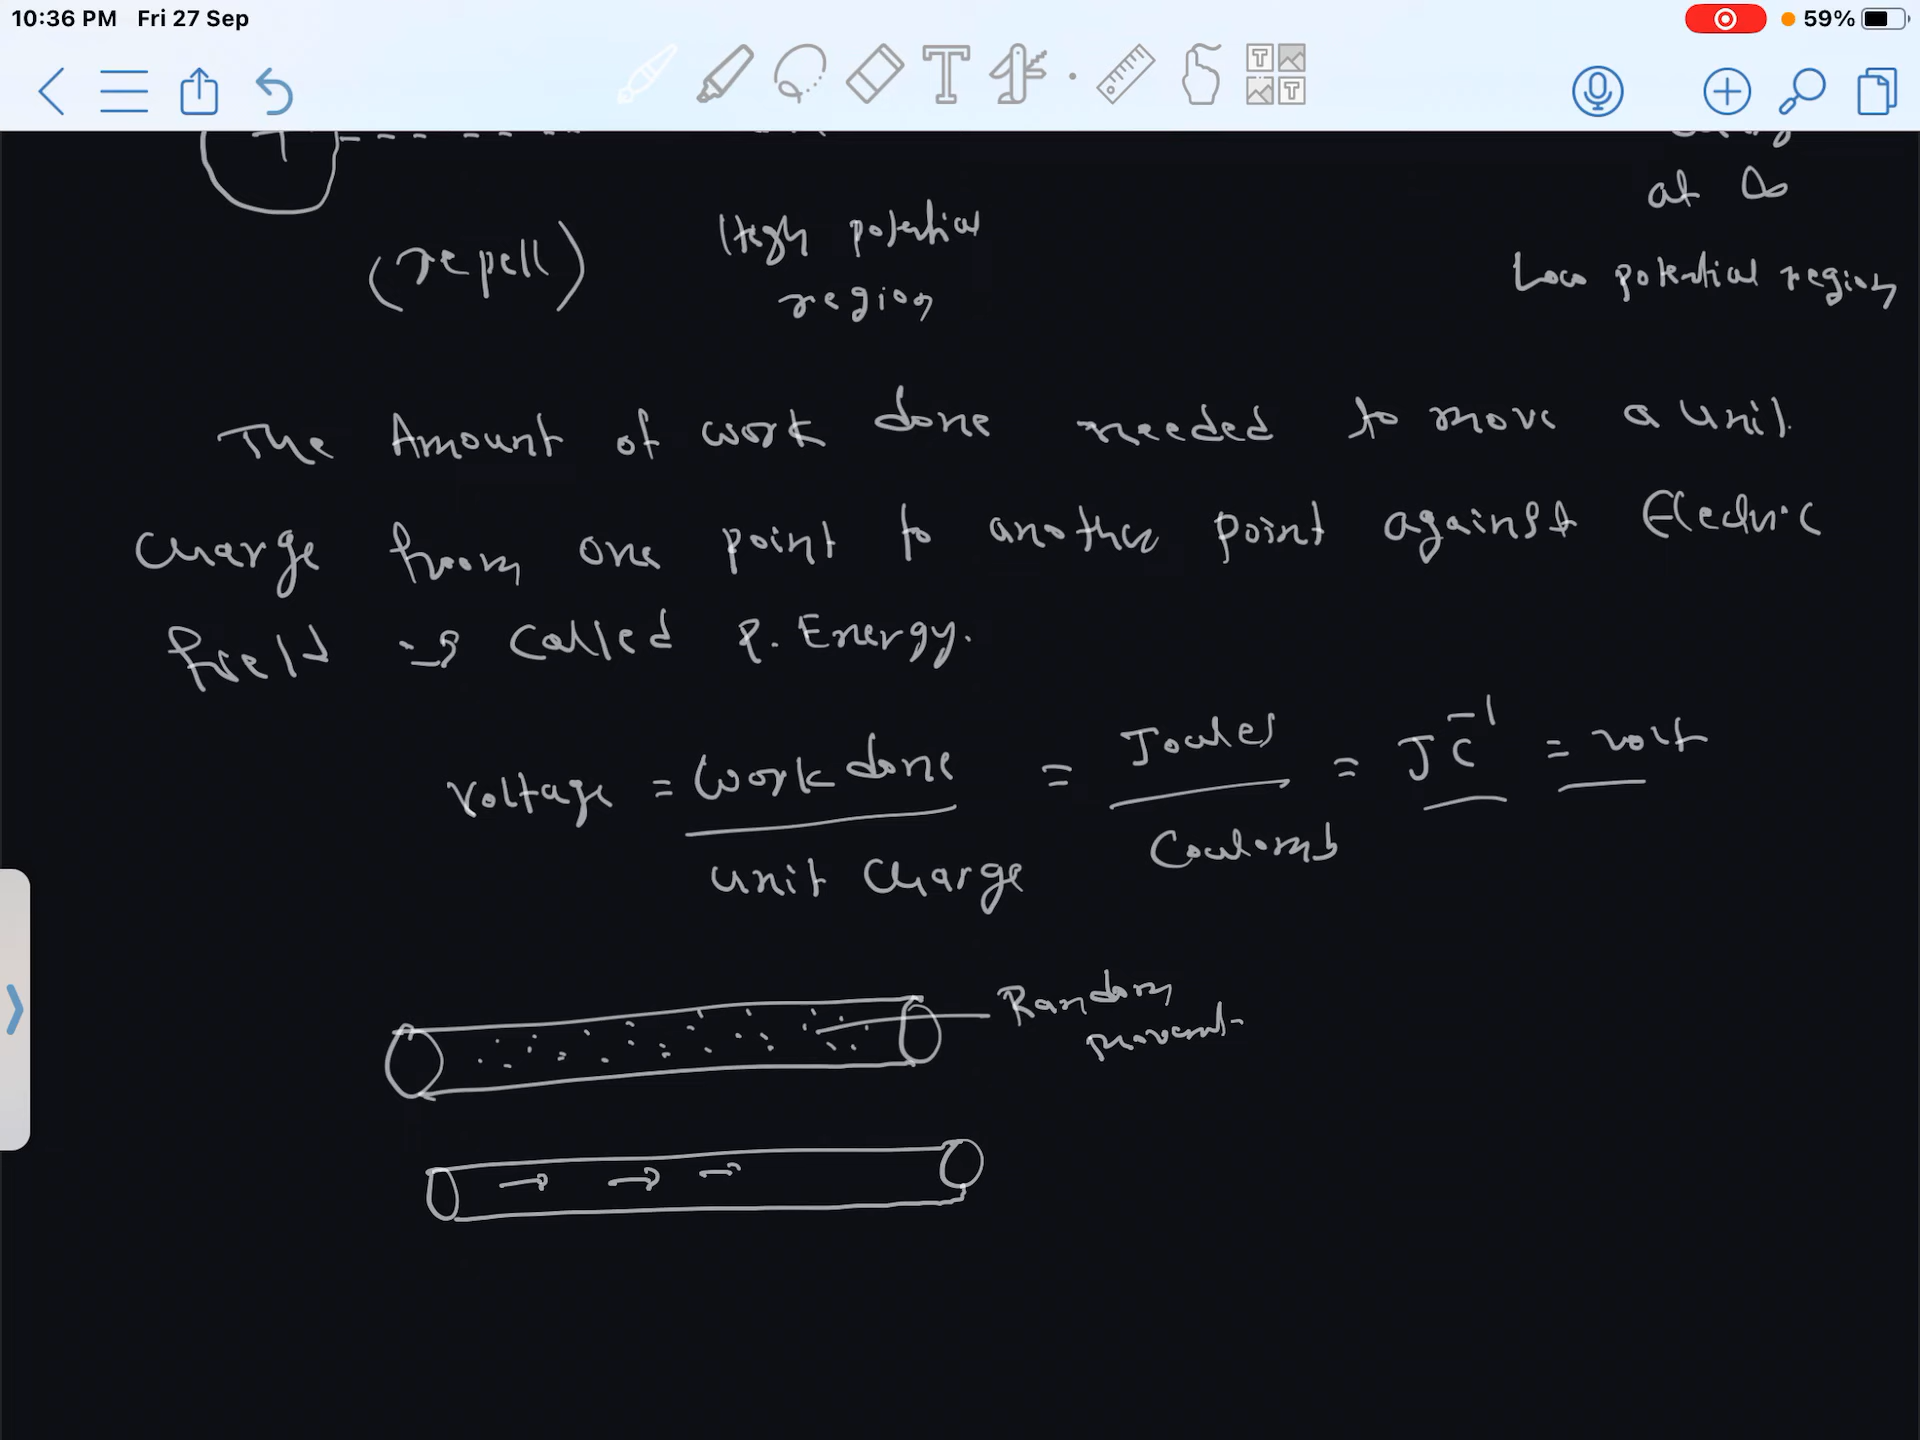 10:36 PM Fri 27 Sep
59%
at ∞
(repell)
High potential
region
Low potential region
The Amount of work done needed to move a unit
charge from one point to another point against Electric
field is called P. Energy.
Voltage = Work done / unit charge = Joules / Coulomb = J C⁻¹ = volt
Random